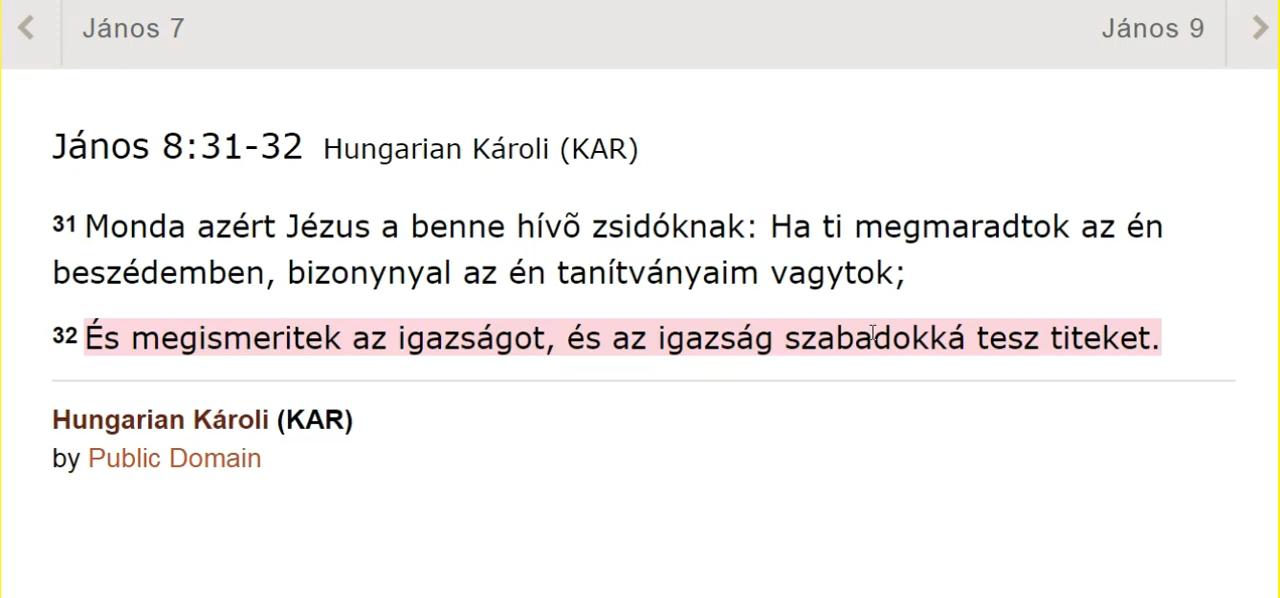 János 7
János 9
János 8:31-32 Hungarian Károli (KAR)
31 Monda azért Jézus a benne hívõ zsidóknak: Ha ti megmaradtok az én
beszédemben, bizonynyal az én tanítványaim vagytok;
32 És megismeritek az igazságot, és az igazság szabadokká tesz titeket.
Hungarian Károli (KAR)
by Public Domain